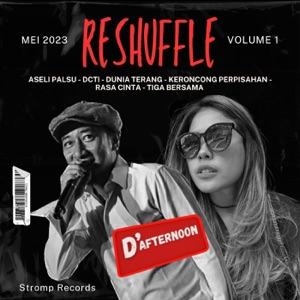 MEI 2023
RESHUFFLE
VOLUME 1
ASELI PALSU - DCTI - DUNIA TERANG - KERONCONG PERPISAHAN -
RASA CINTA - TIGA BERSAMA
D'AFTERNOON
Stromp Records